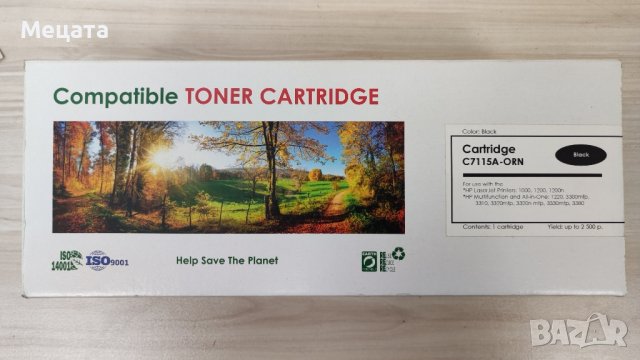 Мецата
Compatible TONER CARTRIDGE
Color: Black
Cartridge
C7115A-ORN
Black
For use with the
*HP LaserJet Printers: 1000, 1200, 1200n
*HP Multifunction and All-in-One: 1220, 3300mfp,
3310, 3320mfp, 3320n mfp, 3330mfp, 3380
Contents: 1 cartridge
Yield: up to 2 500 p.
ISO
14001
ISO 9001
Help Save The Planet
EARTH
BAZAR